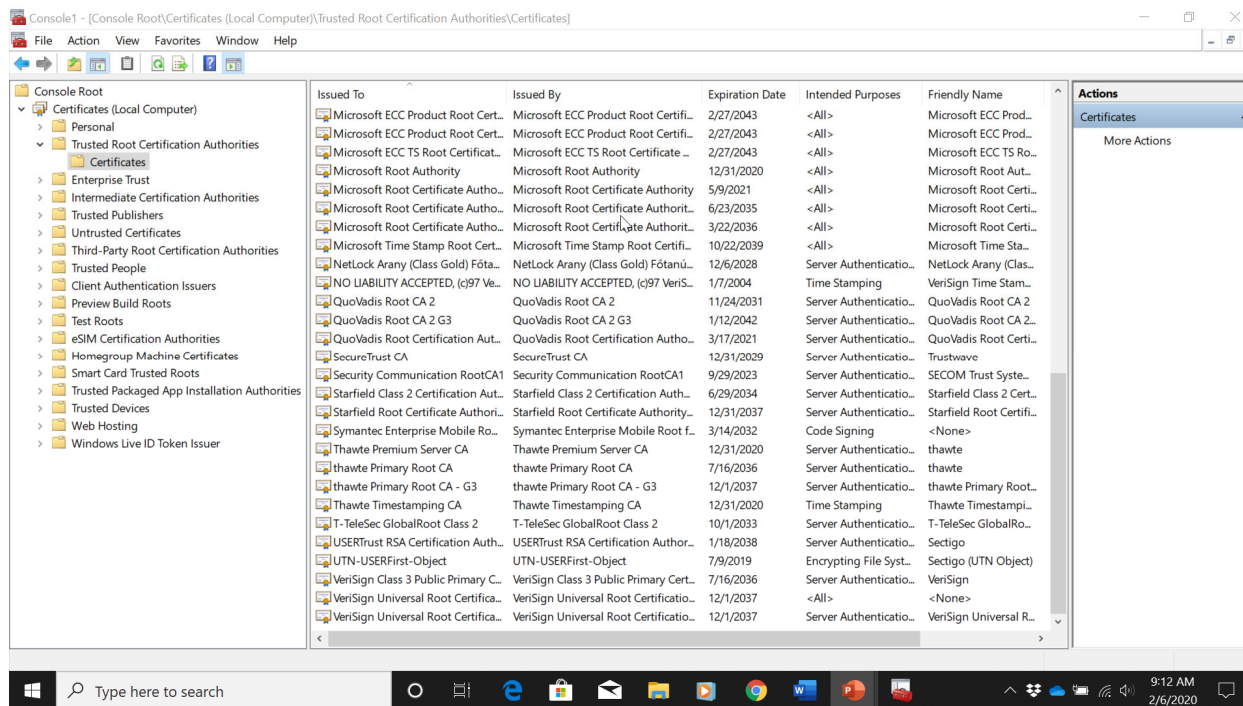 Console1 - [Console Root\Certificates (Local Computer)\Trusted Root Certification Authorities\Certificates]
File Action View Favorites Window Help
Console Root
Certificates (Local Computer)
Personal
Trusted Root Certification Authorities
Certificates
Enterprise Trust
Intermediate Certification Authorities
Trusted Publishers
Untrusted Certificates
Third-Party Root Certification Authorities
Trusted People
Client Authentication Issuers
Preview Build Roots
Test Roots
eSIM Certification Authorities
Homegroup Machine Certificates
Smart Card Trusted Roots
Trusted Packaged App Installation Authorities
Trusted Devices
Web Hosting
Windows Live ID Token Issuer
Issued To Issued By Expiration Date Intended Purposes Friendly Name
Microsoft ECC Product Root Cert... Microsoft ECC Product Root Certifi... 2/27/2043 <All> Microsoft ECC Prod...
Microsoft ECC Product Root Cert... Microsoft ECC Product Root Certifi... 2/27/2043 <All> Microsoft ECC Prod...
Microsoft ECC TS Root Certificat... Microsoft ECC TS Root Certificate ... 2/27/2043 <All> Microsoft ECC TS Ro...
Microsoft Root Authority Microsoft Root Authority 12/31/2020 <All> Microsoft Root Aut...
Microsoft Root Certificate Autho... Microsoft Root Certificate Authority 5/9/2021 <All> Microsoft Root Certi...
Microsoft Root Certificate Autho... Microsoft Root Certificate Authorit... 6/23/2035 <All> Microsoft Root Certi...
Microsoft Root Certificate Autho... Microsoft Root Certificate Authorit... 3/22/2036 <All> Microsoft Root Certi...
Microsoft Time Stamp Root Cert... Microsoft Time Stamp Root Certifi... 10/22/2039 <All> Microsoft Time Sta...
NetLock Arany (Class Gold) Főta... NetLock Arany (Class Gold) Főtanú... 12/6/2028 Server Authenticatio... NetLock Arany (Clas...
NO LIABILITY ACCEPTED, (c)97 Ve... NO LIABILITY ACCEPTED, (c)97 VeriS... 1/7/2004 Time Stamping VeriSign Time Stam...
QuoVadis Root CA 2 QuoVadis Root CA 2 11/24/2031 Server Authenticatio... QuoVadis Root CA 2
QuoVadis Root CA 2 G3 QuoVadis Root CA 2 G3 1/12/2042 Server Authenticatio... QuoVadis Root CA 2...
QuoVadis Root Certification Aut... QuoVadis Root Certification Autho... 3/17/2021 Server Authenticatio... QuoVadis Root Certi...
SecureTrust CA SecureTrust CA 12/31/2029 Server Authenticatio... Trustwave
Security Communication RootCA1 Security Communication RootCA1 9/29/2023 Server Authenticatio... SECOM Trust Syste...
Starfield Class 2 Certification Aut... Starfield Class 2 Certification Auth... 6/29/2034 Server Authenticatio... Starfield Class 2 Cert...
Starfield Root Certificate Authori... Starfield Root Certificate Authority... 12/31/2037 Server Authenticatio... Starfield Root Certifi...
Symantec Enterprise Mobile Ro... Symantec Enterprise Mobile Root f... 3/14/2032 Code Signing <None>
Thawte Premium Server CA Thawte Premium Server CA 12/31/2020 Server Authenticatio... thawte
thawte Primary Root CA thawte Primary Root CA 7/16/2036 Server Authenticatio... thawte
thawte Primary Root CA - G3 thawte Primary Root CA - G3 12/1/2037 Server Authenticatio... thawte Primary Root...
Thawte Timestamping CA Thawte Timestamping CA 12/31/2020 Time Stamping Thawte Timestampi...
T-TeleSec GlobalRoot Class 2 T-TeleSec GlobalRoot Class 2 10/1/2033 Server Authenticatio... T-TeleSec GlobalRo...
USERTrust RSA Certification Auth... USERTrust RSA Certification Author... 1/18/2038 Server Authenticatio... Sectigo
UTN-USERFirst-Object UTN-USERFirst-Object 7/9/2019 Encrypting File Syst... Sectigo (UTN Object)
VeriSign Class 3 Public Primary C... VeriSign Class 3 Public Primary Cert... 7/16/2036 Server Authenticatio... VeriSign
VeriSign Universal Root Certifica... VeriSign Universal Root Certificatio... 12/1/2037 <All> <None>
VeriSign Universal Root Certifica... VeriSign Universal Root Certificatio... 12/1/2037 Server Authenticatio... VeriSign Universal R...
Actions
Certificates
More Actions
Type here to search
9:12 AM
2/6/2020